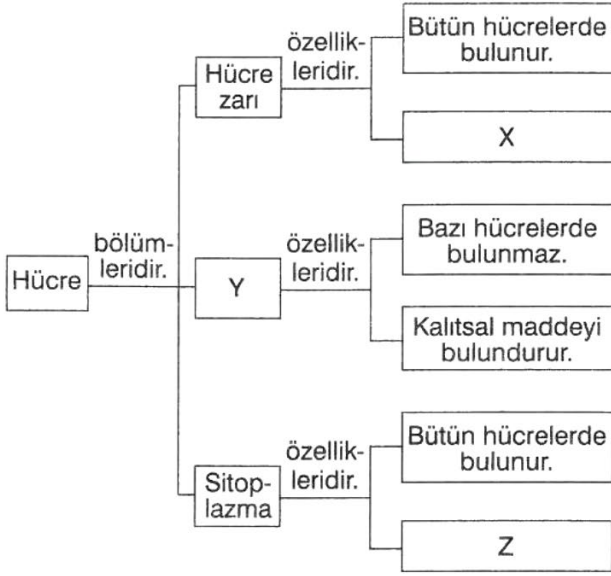 Hücre
bölüm-
leridir.
Hücre
zarı
özellik-
leridir.
Bütün hücrelerde
bulunur.
X
Y
özellik-
leridir.
Bazı hücrelerde
bulunmaz.
Kalıtsal maddeyi
bulundurur.
Sitop-
lazma
özellik-
leridir.
Bütün hücrelerde
bulunur.
Z